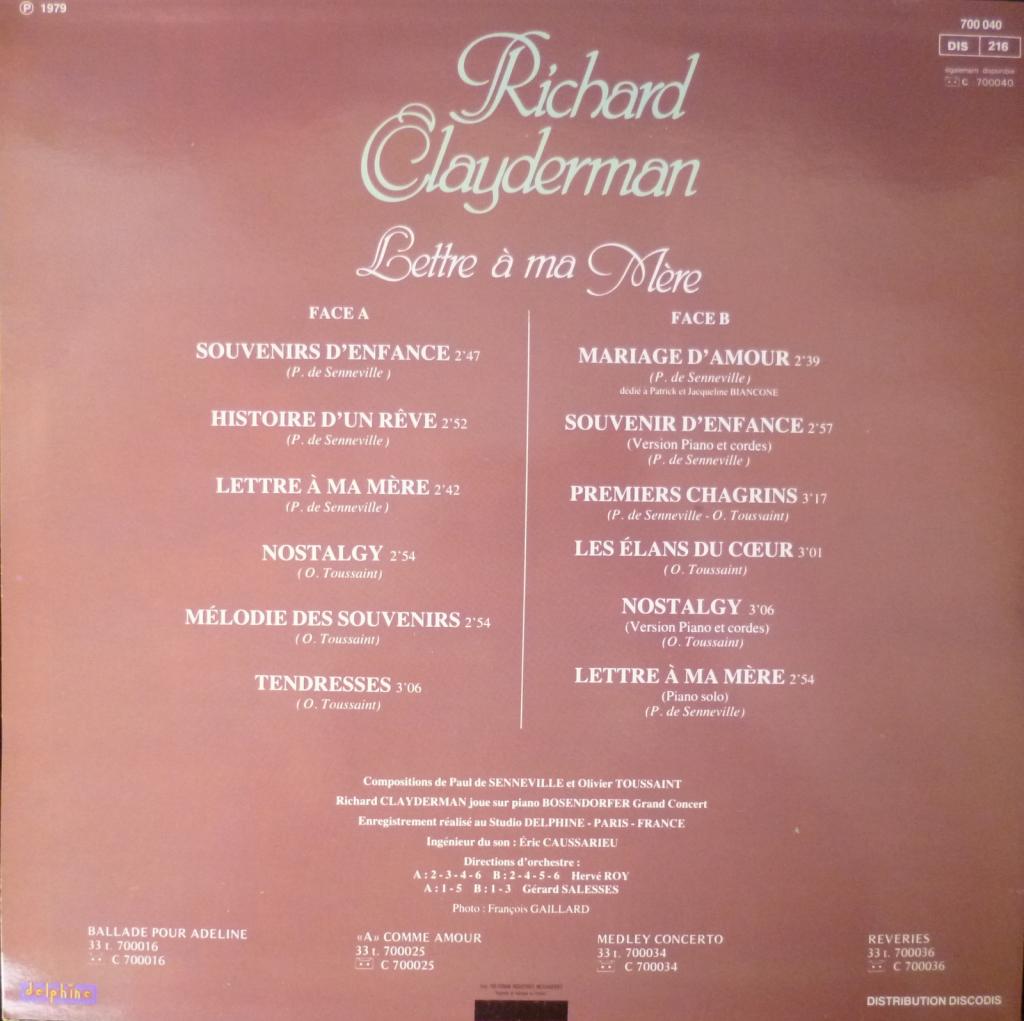 ℗ 1979
700 040
DIS 216
également disponible
C 700040
Richard
Clayderman
Lettre à ma Mère
FACE A
SOUVENIRS D'ENFANCE 2'47
(P. de Senneville)
HISTOIRE D'UN RÊVE 2'52
(P. de Senneville)
LETTRE À MA MÈRE 2'42
(P. de Senneville)
NOSTALGY 2'54
(O. Toussaint)
MÉLODIE DES SOUVENIRS 2'54
(O. Toussaint)
TENDRESSES 3'06
(O. Toussaint)
FACE B
MARIAGE D'AMOUR 2'39
(P. de Senneville)
dédié à Patrick et Jacqueline BIANCONE
SOUVENIR D'ENFANCE 2'57
(Version Piano et cordes)
(P. de Senneville)
PREMIERS CHAGRINS 3'17
(P. de Senneville - O. Toussaint)
LES ÉLANS DU CŒUR 3'01
(O. Toussaint)
NOSTALGY 3'06
(Version Piano et cordes)
(O. Toussaint)
LETTRE À MA MÈRE 2'54
(Piano solo)
(P. de Senneville)
Compositions de Paul de SENNEVILLE et Olivier TOUSSAINT
Richard CLAYDERMAN joue sur piano BOSENDORFER Grand Concert
Enregistrement réalisé au Studio DELPHINE - PARIS - FRANCE
Ingénieur du son : Éric CAUSSARIEU
Directions d'orchestre :
A : 2 - 3 - 4 - 6 B : 2 - 4 - 5 - 6 Hervé ROY
A : 1 - 5 B : 1 - 3 Gérard SALESSES
Photo : François GAILLARD
BALLADE POUR ADELINE
33 t. 700016
C 700016
«A» COMME AMOUR
33 t. 700025
C 700025
MEDLEY CONCERTO
33 t. 700034
C 700034
REVERIES
33 t. 700036
C 700036
delphine
DISTRIBUTION DISCODIS